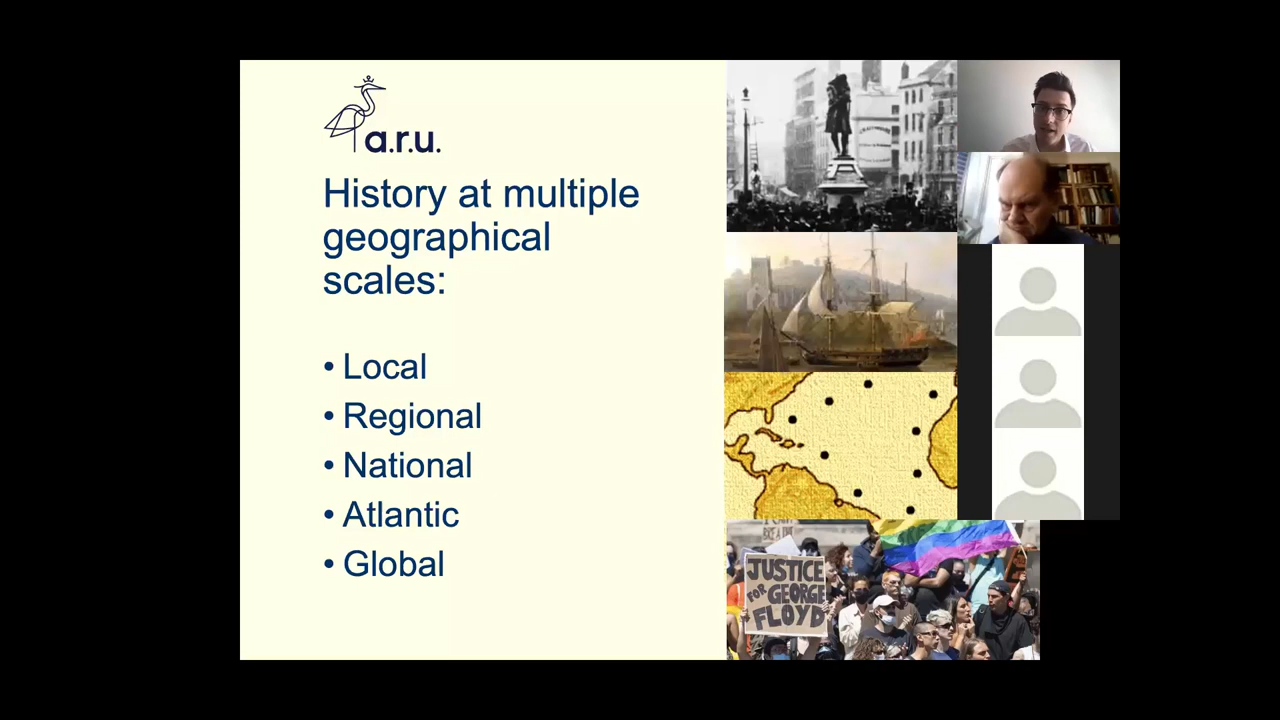 a.r.u.
History at multiple
geographical
scales:
• Local
• Regional
• National
• Atlantic
• Global
JUSTICE
FOR GEORGE
FLOYD